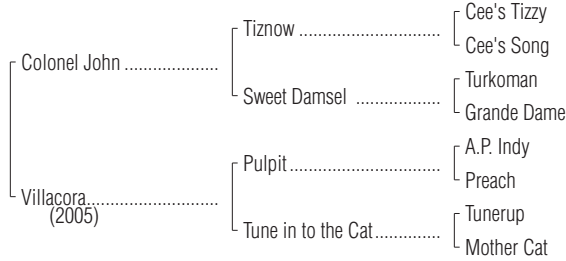 Cee's Tizzy
Tiznow ..............................
Cee's Song
Colonel John ....................
Turkoman
Sweet Damsel ..................
Grande Dame
A.P. Indy
Pulpit ................................
Preach
Villacora............................
(2005)
Tunerup
Tune in to the Cat..............
Mother Cat